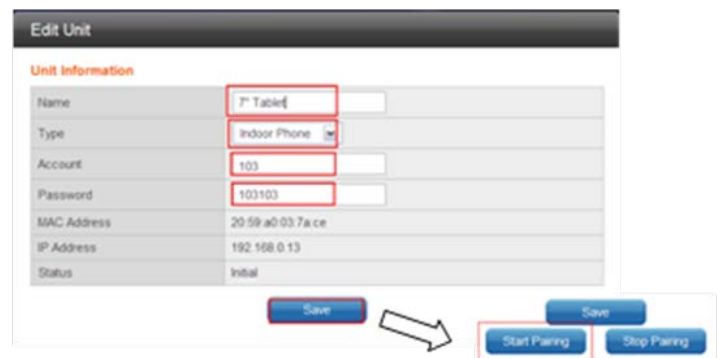 Edit Unit
Unit Information
Name 7" Tablet
Type Indoor Phone
Account 103
Password 103103
MAC Address 20:59:a0:03:7a:ce
IP Address 192.168.0.13
Status Initial
Save
Save
Start Pairing Stop Pairing